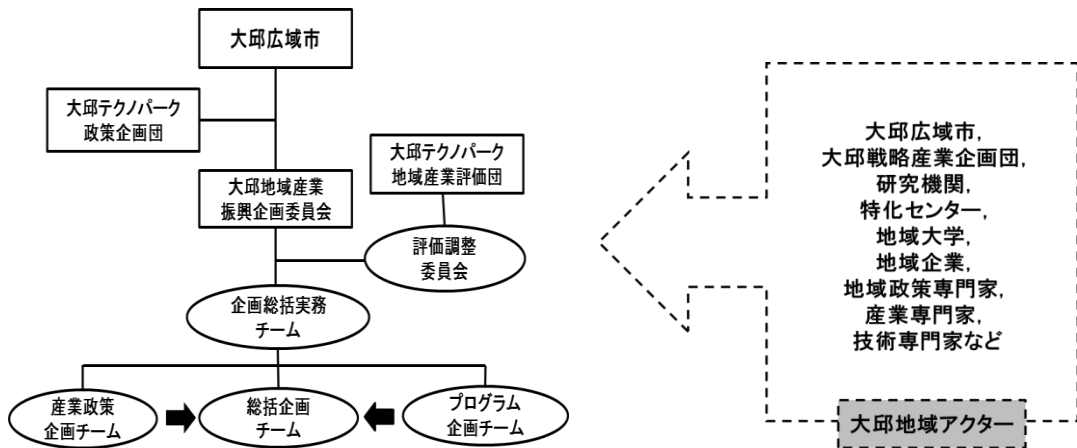 大邱広域市
大邱テクノパーク
政策企画団
大邱テクノパーク
地域産業評価団
大邱地域産業
振興企画委員会
評価調整
委員会
企画総括実務
チーム
産業政策
企画チーム
総括企画
チーム
プログラム
企画チーム
大邱広域市,
大邱戦略産業企画団,
研究機関,
特化センター,
地域大学,
地域企業,
地域政策専門家,
産業専門家,
技術専門家など
大邱地域アクター